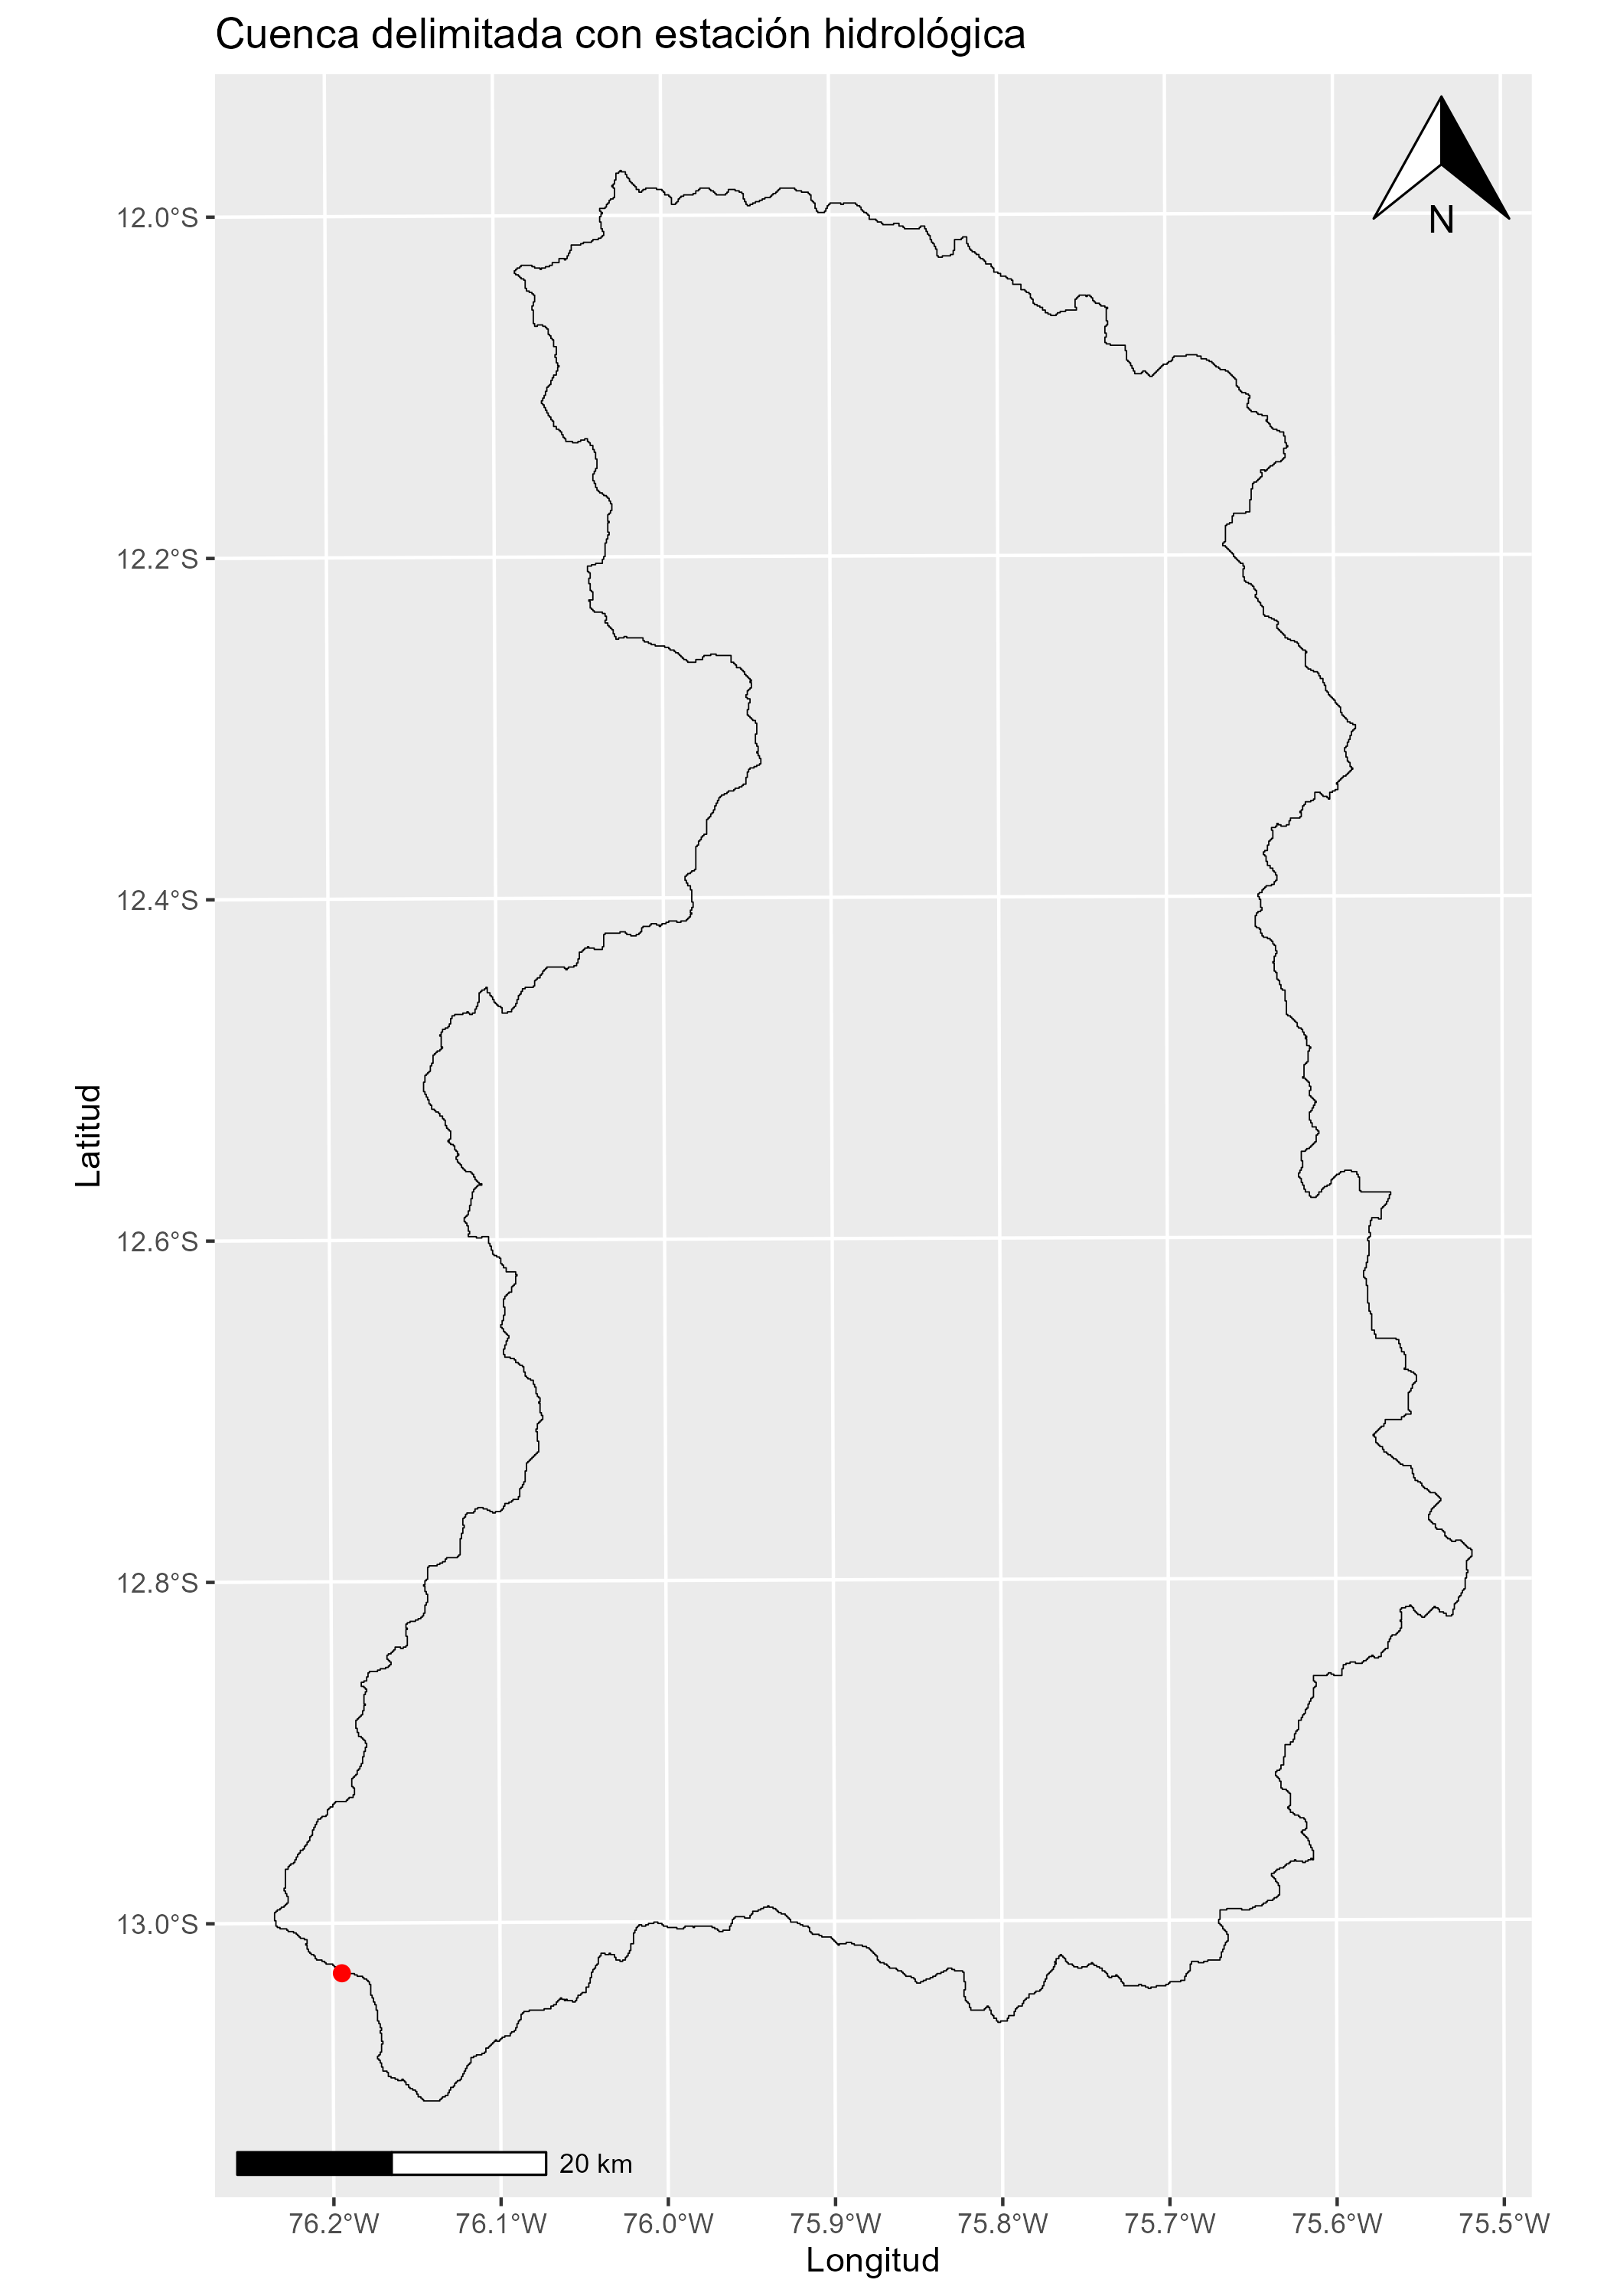 Cuenca delimitada con estación hidrológica
N
12.0°S
12.2°S
12.4°S
12.6°S
12.8°S
13.0°S
Latitud
20 km
76.2°W 76.1°W 76.0°W 75.9°W 75.8°W 75.7°W 75.6°W 75.5°W
Longitud